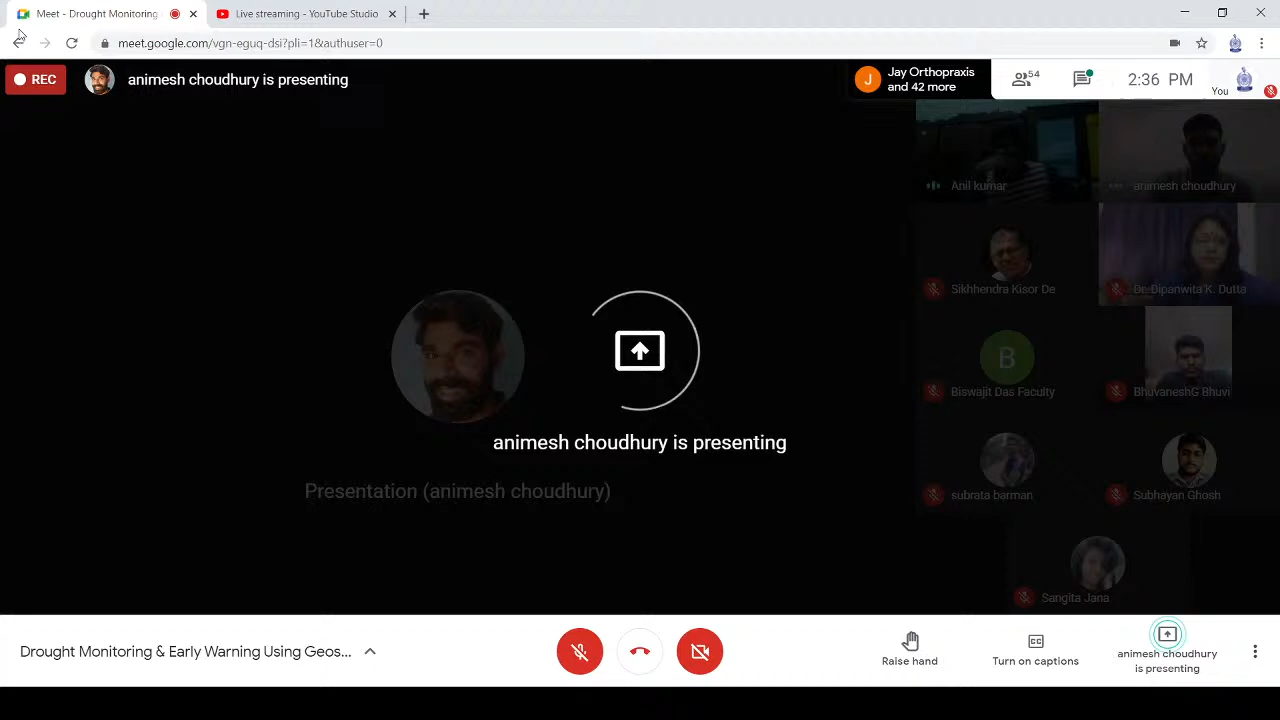 Meet - Drought Monitoring
Live streaming - YouTube Studio
meet.google.com/vgn-eguq-dsi?pli=1&authuser=0
REC
animesh choudhury is presenting
J
Jay Orthopraxis
and 42 more
54
2:36 PM
You
Anil kumar
animesh choudhury
Sikhhendra Kisor De
Dr. Dipanwita K. Dutta
B
Biswajit Das Faculty
BhuvaneshG Bhuvi
animesh choudhury is presenting
Presentation (animesh choudhury)
subrata barman
Subhayan Ghosh
Sangita Jana
Drought Monitoring & Early Warning Using Geos...
Raise hand
CC
Turn on captions
animesh choudhury
is presenting